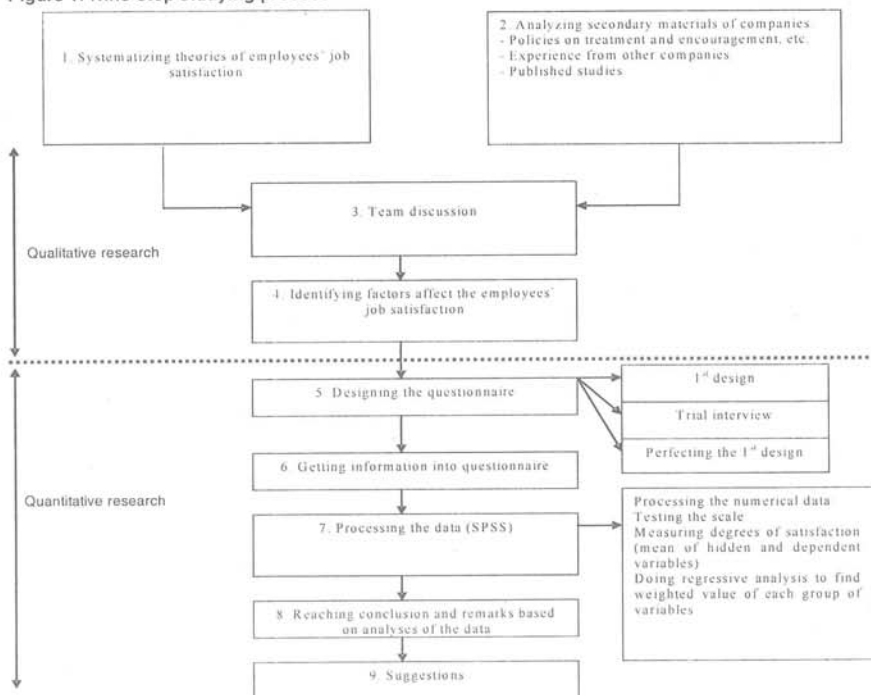 1. Systematizing theories of employees' job
satisfaction
2. Analyzing secondary materials of companies
- Policies on treatment and encouragement, etc.
- Experience from other companies
- Published studies
3. Team discussion
Qualitative research
4. Identifying factors affect the employees'
job satisfaction
5. Designing the questionnaire
1st design
Trial interview
Perfecting the 1st design
6. Getting information into questionnaire
Quantitative research
7. Processing the data (SPSS)
Processing the numerical data
Testing the scale
Measuring degrees of satisfaction
(mean of hidden and dependent
variables)
Doing regressive analysis to find
weighted value of each group of
variables
8. Reaching conclusion and remarks based
on analyses of the data
9. Suggestions